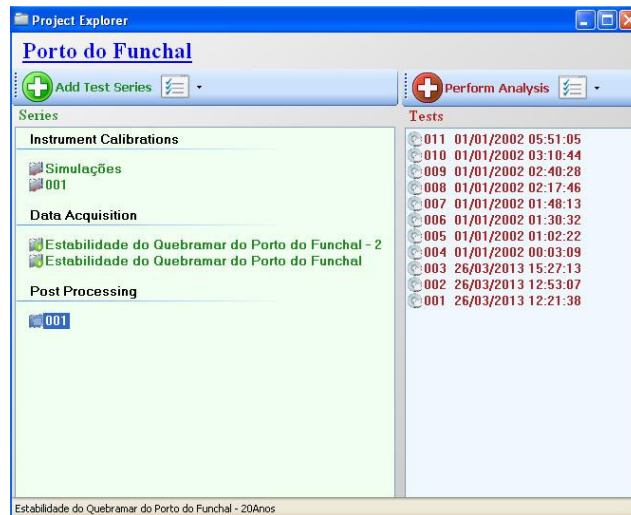 Project Explorer
Porto do Funchal
Add Test Series
Perform Analysis
Series
Instrument Calibrations
Simulações
001
Data Acquisition
Estabilidade do Quebramar do Porto do Funchal - 2
Estabilidade do Quebramar do Porto do Funchal
Post Processing
001
Tests
011 01/01/2002 05:51:05
010 01/01/2002 03:10:44
009 01/01/2002 02:40:28
008 01/01/2002 02:17:46
007 01/01/2002 01:48:13
006 01/01/2002 01:30:32
005 01/01/2002 01:02:22
004 01/01/2002 00:03:09
003 26/03/2013 15:27:13
002 26/03/2013 12:53:07
001 26/03/2013 12:21:38
Estabilidade do Quebramar do Porto do Funchal - 20Anos